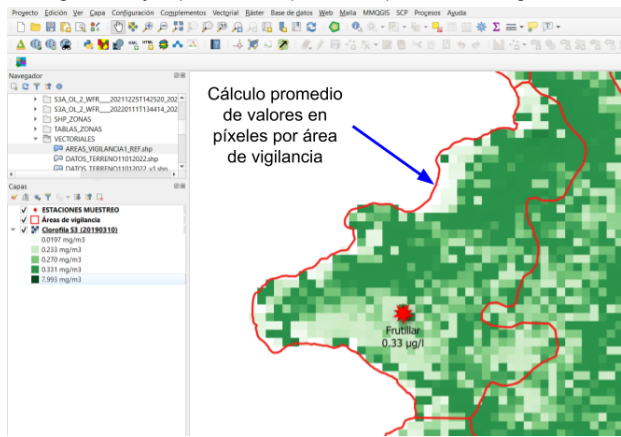 Proyecto Edición Ver Capa Configuración Complementos Vectorial Ráster Base de datos Web Malla MMQGIS SCP Procesos Ayuda
Navegador
S3A_OL_2_WFR____20211225T142520_202
S3A_OL_2_WFR____20220111T134414_202
SHP_ZONAS
TABLAS_ZONAS
VECTORIALES
AREAS_VIGILANCIA1_REF.shp
DATOS_TERRENO11012022.shp
DATOS_TERRENO11012022_v1.shp
Capas
ESTACIONES MUESTREO
Áreas de vigilancia
Clorofila S3 (20190310)
0.0197 mg/m3
0.233 mg/m3
0.270 mg/m3
0.331 mg/m3
7.993 mg/m3
Cálculo promedio
de valores en
píxeles por área
de vigilancia
Frutillar
0.33 µg/l